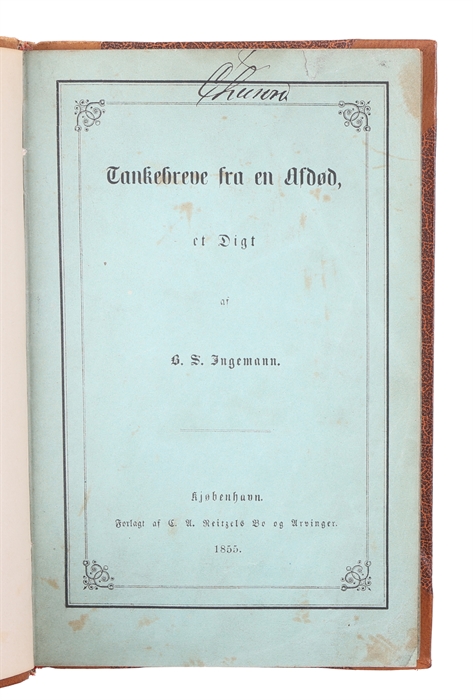 Tankebreve fra en Afdød,
et Digt
af
B. S. Ingemann.
Kjøbenhavn.
Forlagt af C. A. Reitzels Bo og Arvinger.
1855.